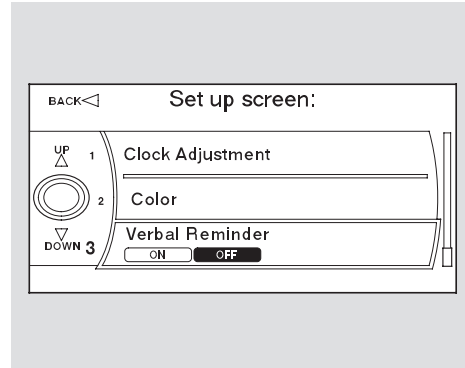 BACK Set up screen:
UP 1 Clock Adjustment
2 Color
DOWN 3 Verbal Reminder
ON OFF